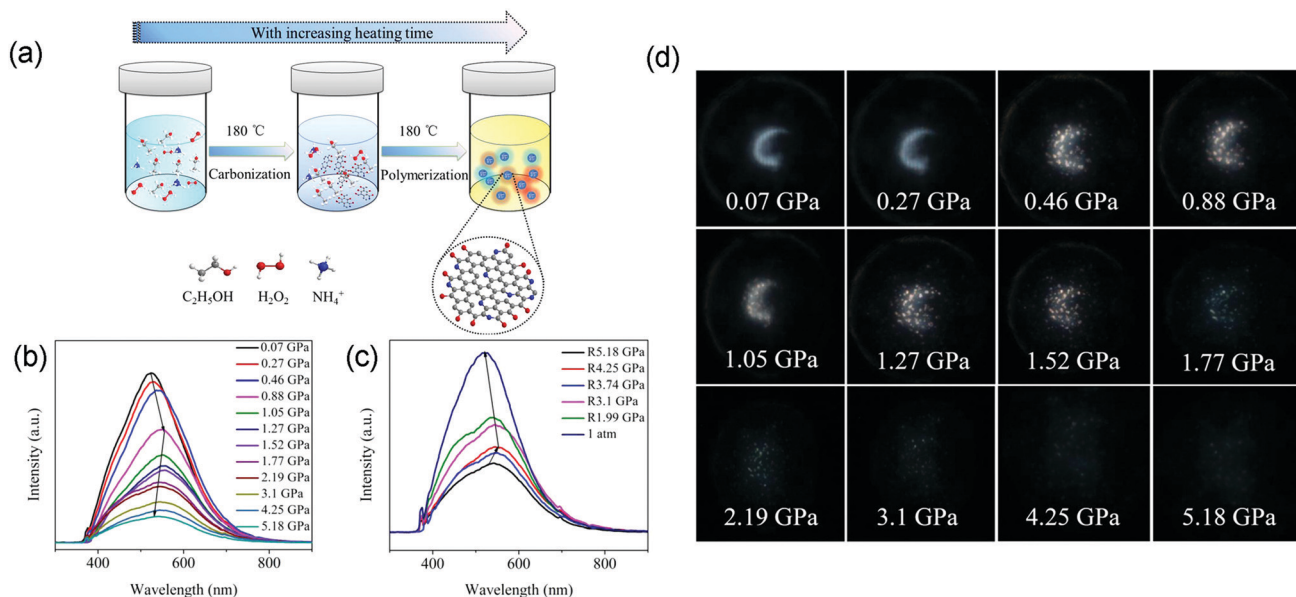 (a)
With increasing heating time
180 ℃
Carbonization
180 ℃
Polymerization
C₂H₅OH
H₂O₂
NH₄⁺
(b)
Intensity (a.u.)
0.07 GPa
0.27 GPa
0.46 GPa
0.88 GPa
1.05 GPa
1.27 GPa
1.52 GPa
1.77 GPa
2.19 GPa
3.1 GPa
4.25 GPa
5.18 GPa
400 600 800
Wavelength (nm)
(c)
Intensity (a.u.)
R5.18 GPa
R4.25 GPa
R3.74 GPa
R3.1 GPa
R1.99 GPa
1 atm
400 600 800
Wavelength (nm)
(d)
0.07 GPa 0.27 GPa 0.46 GPa 0.88 GPa
1.05 GPa 1.27 GPa 1.52 GPa 1.77 GPa
2.19 GPa 3.1 GPa 4.25 GPa 5.18 GPa